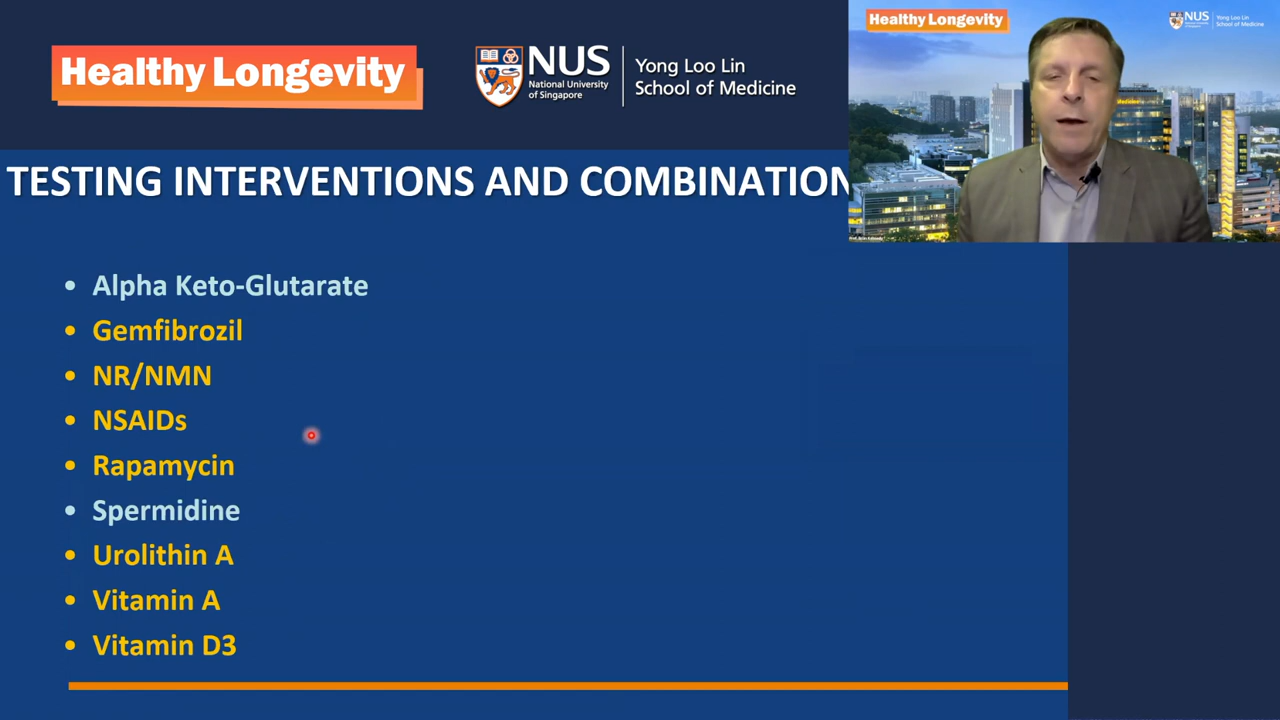 Healthy Longevity
NUS
National University
of Singapore
Yong Loo Lin
School of Medicine
Healthy Longevity
NUS
Yong Loo Lin
School of Medicine
TESTING INTERVENTIONS AND COMBINATION
• Alpha Keto-Glutarate
• Gemfibrozil
• NR/NMN
• NSAIDs
• Rapamycin
• Spermidine
• Urolithin A
• Vitamin A
• Vitamin D3